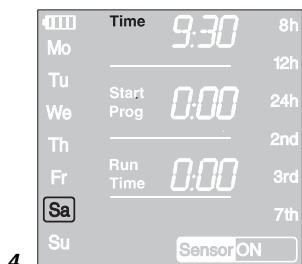 Time 9:30 8h
Mo
12h
Tu
Start Prog 0:00 24h
We
2nd
Th
Run Time 0:00 3rd
Fr
Sa 7th
Su
Sensor ON
4